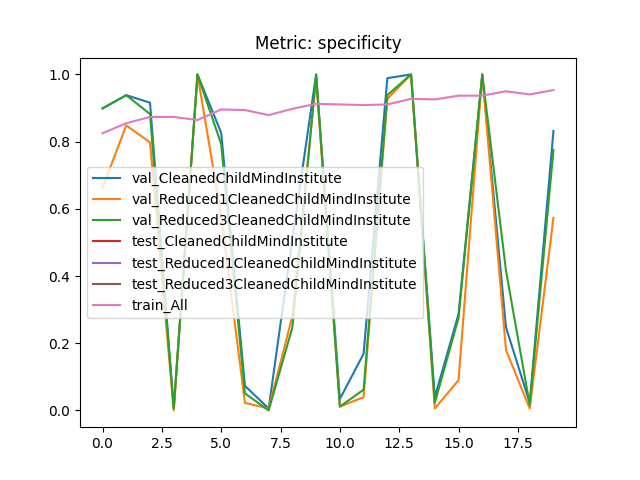 Metric: specificity
1.0
0.8
0.6
0.4
0.2
0.0
val_CleanedChildMindInstitute
val_Reduced1CleanedChildMindInstitute
val_Reduced3CleanedChildMindInstitute
test_CleanedChildMindInstitute
test_Reduced1CleanedChildMindInstitute
test_Reduced3CleanedChildMindInstitute
train_All
0.0 2.5 5.0 7.5 10.0 12.5 15.0 17.5